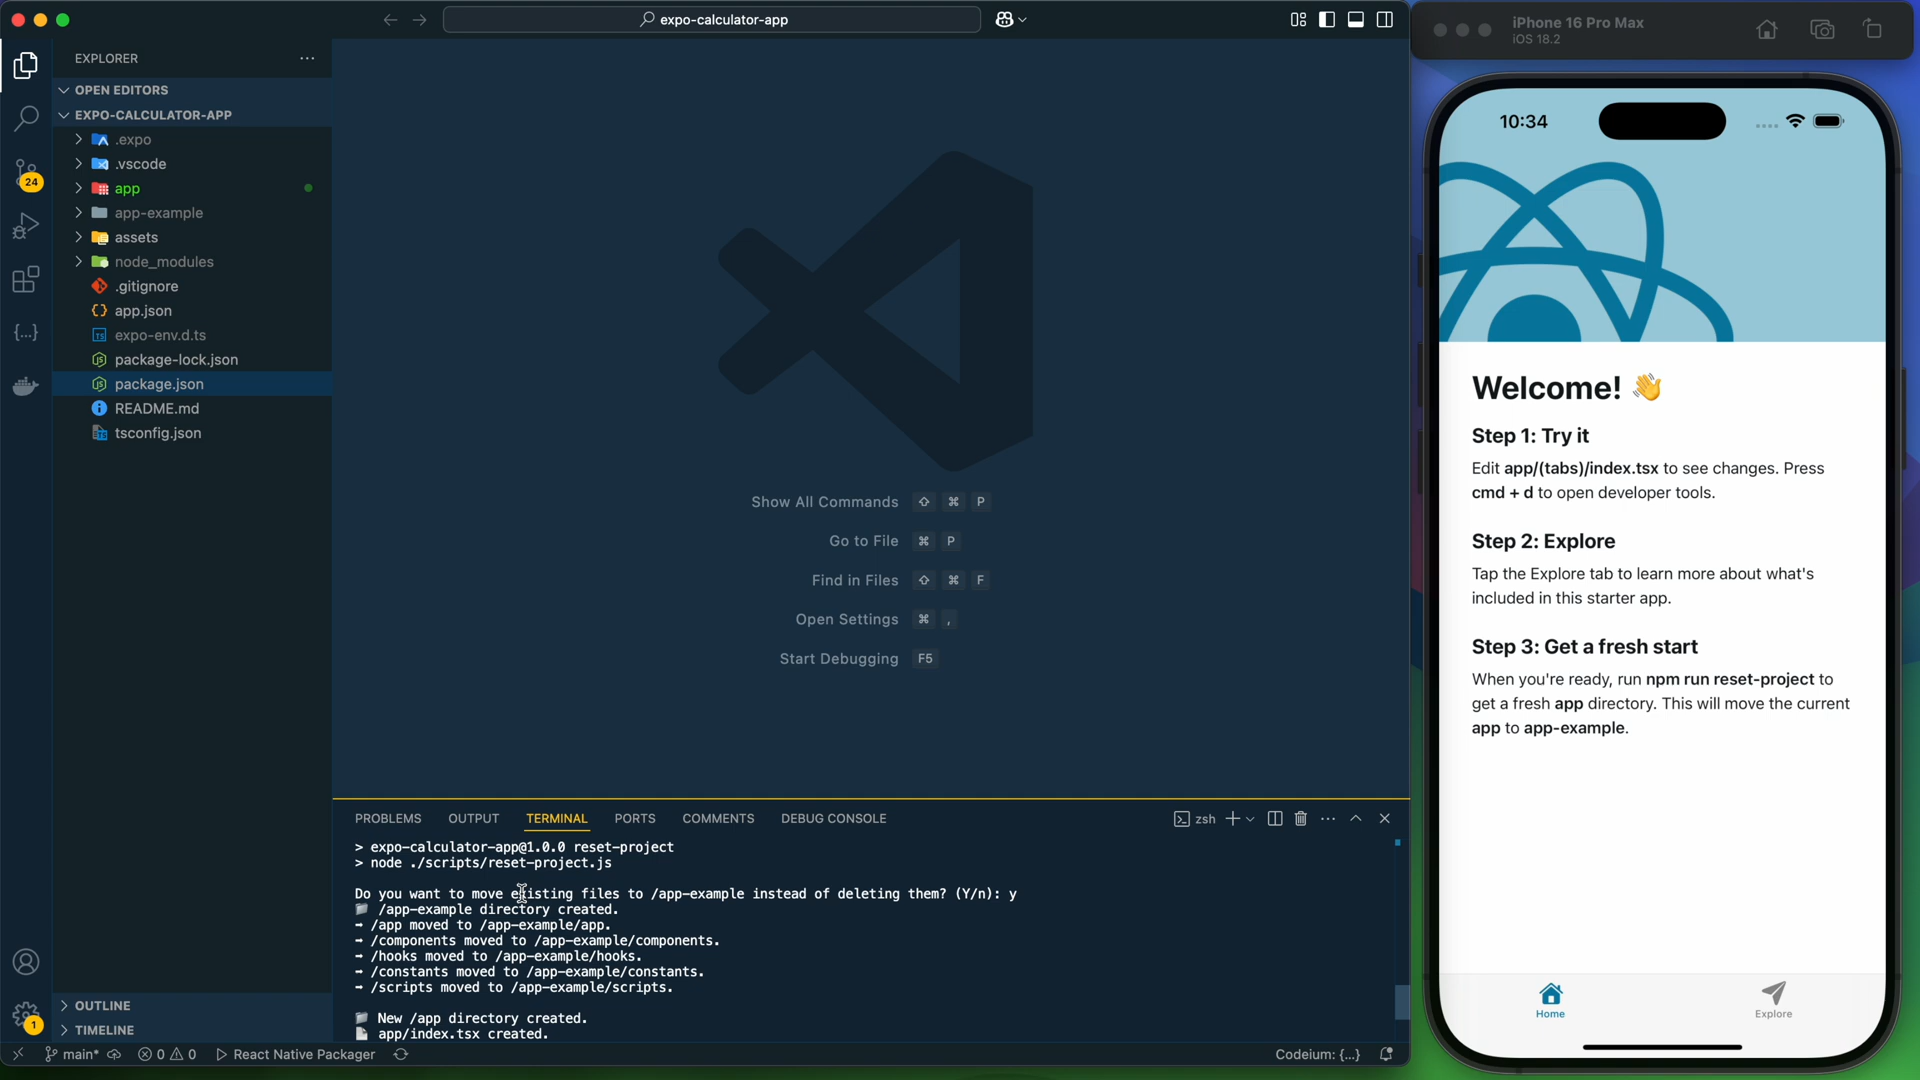 expo-calculator-app
EXPLORER
OPEN EDITORS
EXPO-CALCULATOR-APP
.expo
.vscode
app
app-example
assets
node_modules
.gitignore
app.json
expo-env.d.ts
package-lock.json
package.json
README.md
tsconfig.json
24
OUTLINE
TIMELINE
1
Show All Commands ⇧ ⌘ P
Go to File ⌘ P
Find in Files ⇧ ⌘ F
Open Settings ⌘ ,
Start Debugging F5
PROBLEMS OUTPUT TERMINAL PORTS COMMENTS DEBUG CONSOLE
zsh
> expo-calculator-app@1.0.0 reset-project
> node ./scripts/reset-project.js
Do you want to move existing files to /app-example instead of deleting them? (Y/n): y
/app-example directory created.
→ /app moved to /app-example/app.
→ /components moved to /app-example/components.
→ /hooks moved to /app-example/hooks.
→ /constants moved to /app-example/constants.
→ /scripts moved to /app-example/scripts.
New /app directory created.
app/index.tsx created.
main* 0 0 React Native Packager
Codeium: {...}
iPhone 16 Pro Max
iOS 18.2
10:34
Welcome! 👋
Step 1: Try it
Edit app/(tabs)/index.tsx to see changes. Press
cmd + d to open developer tools.
Step 2: Explore
Tap the Explore tab to learn more about what's
included in this starter app.
Step 3: Get a fresh start
When you're ready, run npm run reset-project to
get a fresh app directory. This will move the current
app to app-example.
Home
Explore